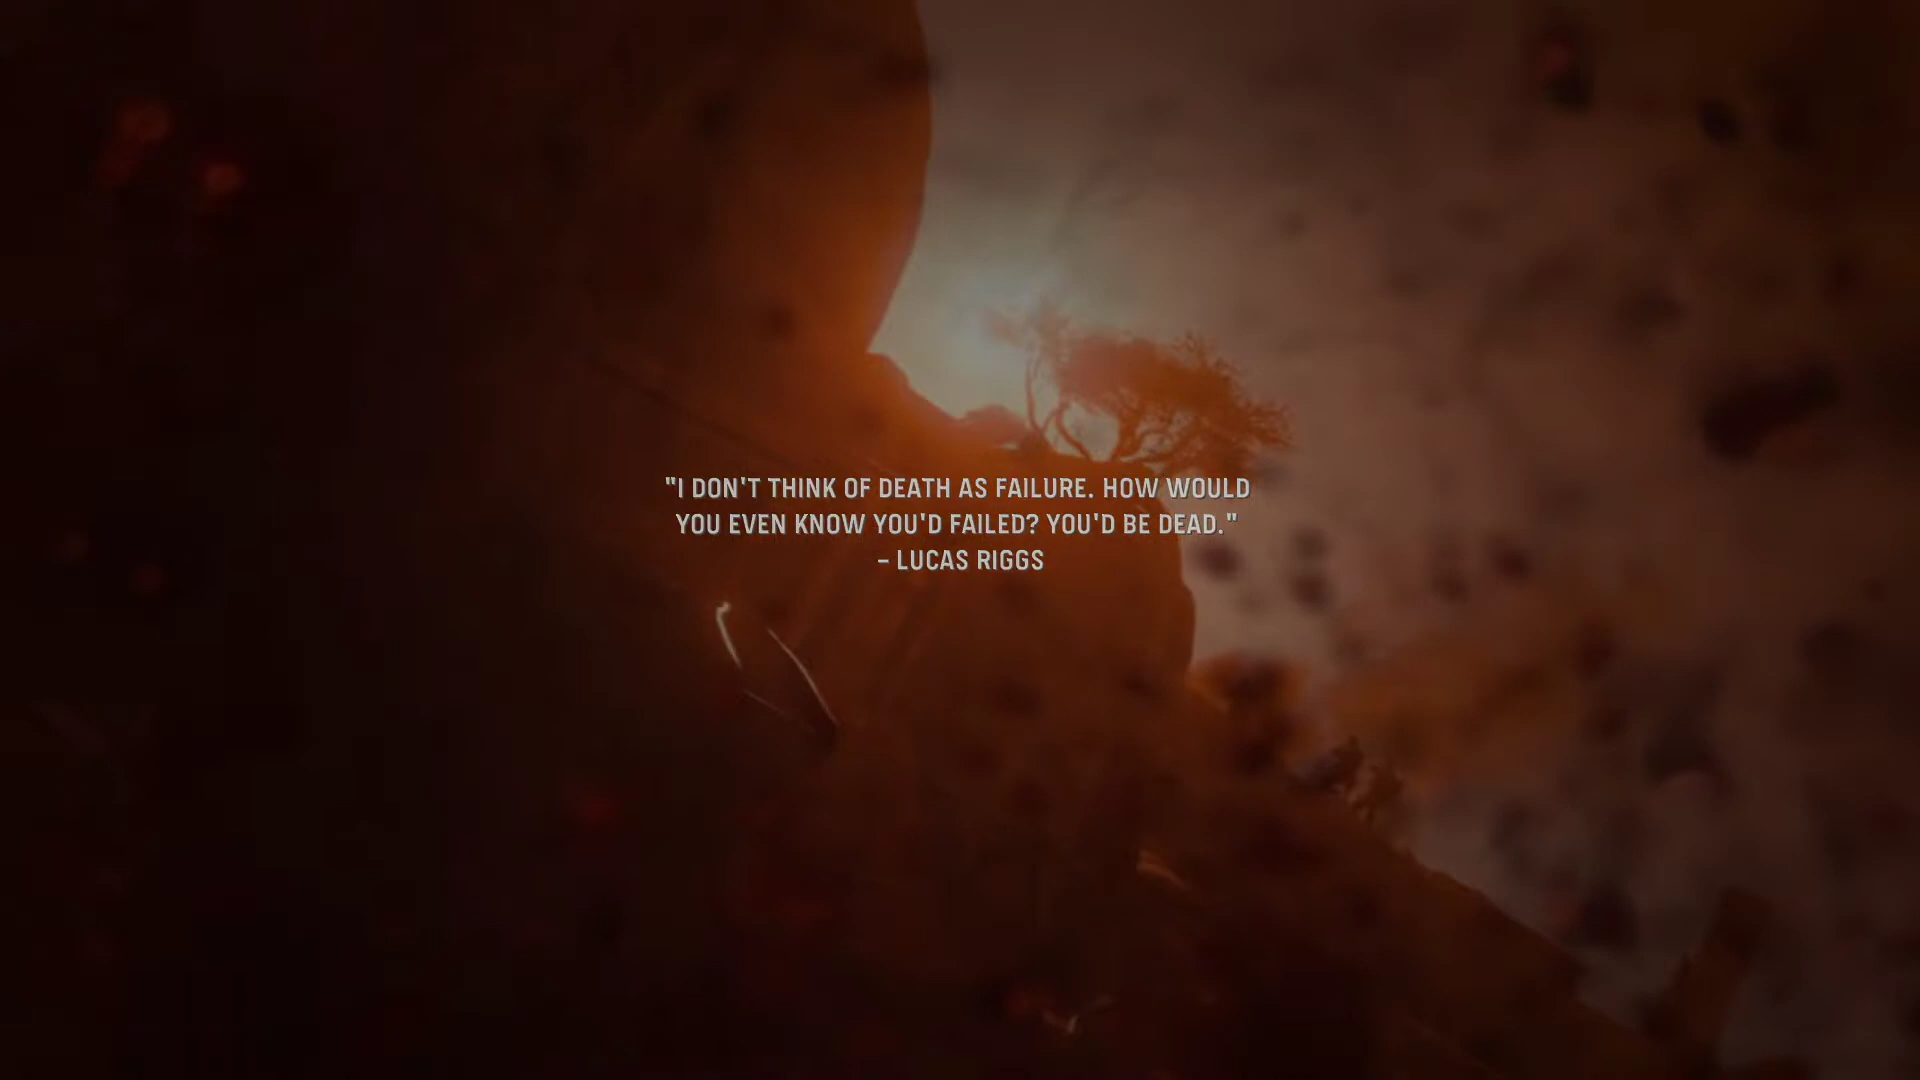 "I DON'T THINK OF DEATH AS FAILURE. HOW WOULD
YOU EVEN KNOW YOU'D FAILED? YOU'D BE DEAD."
– LUCAS RIGGS